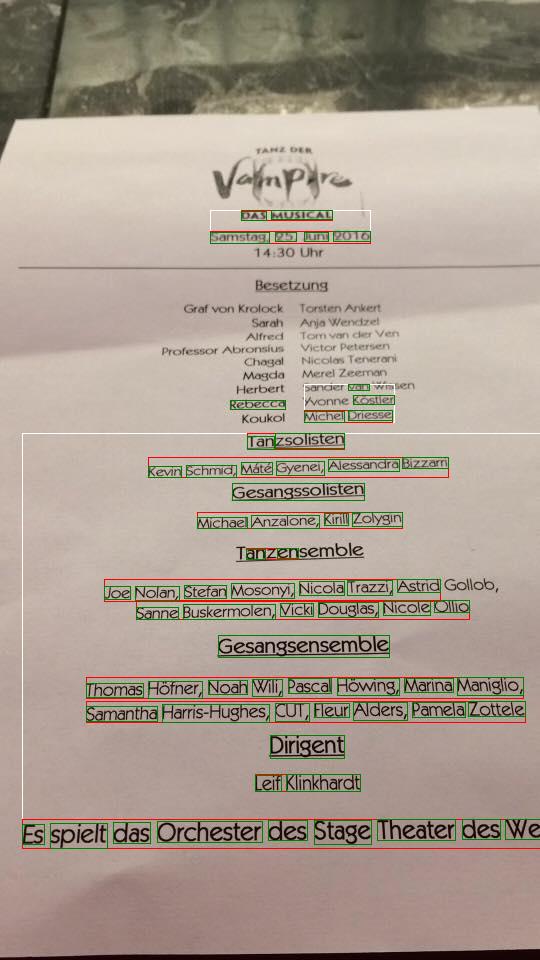 TANZ DER
Vampire
DAS MUSICAL
Samstag, 25. Juni 2016
14:30 Uhr
Besetzung
Graf von Krolock Torsten Ankert
Sarah Anja Wendzel
Alfred Tom van der Ven
Professor Abronsius Victor Petersen
Chagal Nicolas Tenerani
Magda Merel Zeeman
Herbert Sander van Wissen
Rebecca Yvonne Köstler
Koukol Michel Driesse
Tanzsolisten
Kevin Schmid, Máté Gyenei, Alessandra Bizzarri
Gesangssolisten
Michael Anzalone, Kirill Zolygin
Tanzensemble
Joe Nolan, Stefan Mosonyi, Nicola Trazzi, Astrid Gollob,
Sanne Buskermolen, Vicki Douglas, Nicole Ollio
Gesangsensemble
Thomas Höfner, Noah Wili, Pascal Höwing, Marina Maniglio,
Samantha Harris-Hughes, CUT, Fleur Alders, Pamela Zottele
Dirigent
Leif Klinkhardt
Es spielt das Orchester des Stage Theater des We